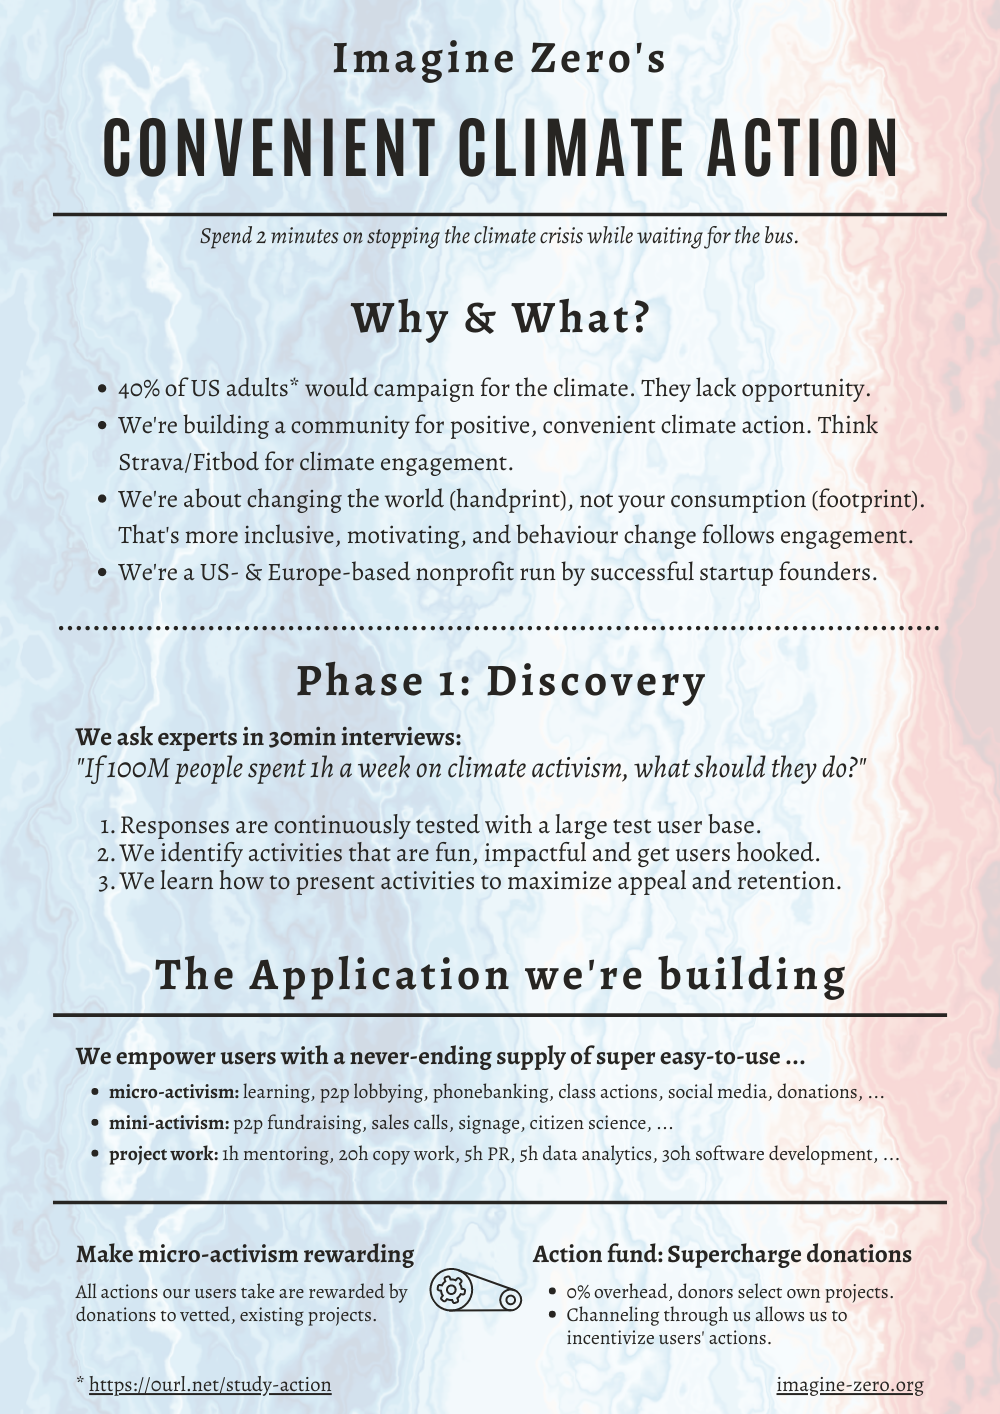 Imagine Zero's
CONVENIENT CLIMATE ACTION
Spend 2 minutes on stopping the climate crisis while waiting for the bus.
Why & What?
• 40% of US adults* would campaign for the climate. They lack opportunity.
• We're building a community for positive, convenient climate action. Think
Strava/Fitbod for climate engagement.
• We're about changing the world (handprint), not your consumption (footprint).
That's more inclusive, motivating, and behaviour change follows engagement.
• We're a US- & Europe-based nonprofit run by successful startup founders.
Phase 1: Discovery
We ask experts in 30min interviews:
"If 100M people spent 1h a week on climate activism, what should they do?"
1. Responses are continuously tested with a large test user base.
2. We identify activities that are fun, impactful and get users hooked.
3. We learn how to present activities to maximize appeal and retention.
The Application we're building
We empower users with a never-ending supply of super easy-to-use ...
• micro-activism: learning, p2p lobbying, phonebanking, class actions, social media, donations, ...
• mini-activism: p2p fundraising, sales calls, signage, citizen science, ...
• project work: 1h mentoring, 20h copy work, 5h PR, 5h data analytics, 30h software development, ...
Make micro-activism rewarding
All actions our users take are rewarded by
donations to vetted, existing projects.
Action fund: Supercharge donations
• 0% overhead, donors select own projects.
• Channeling through us allows us to
incentivize users' actions.
* https://0url.net/study-action
imagine-zero.org